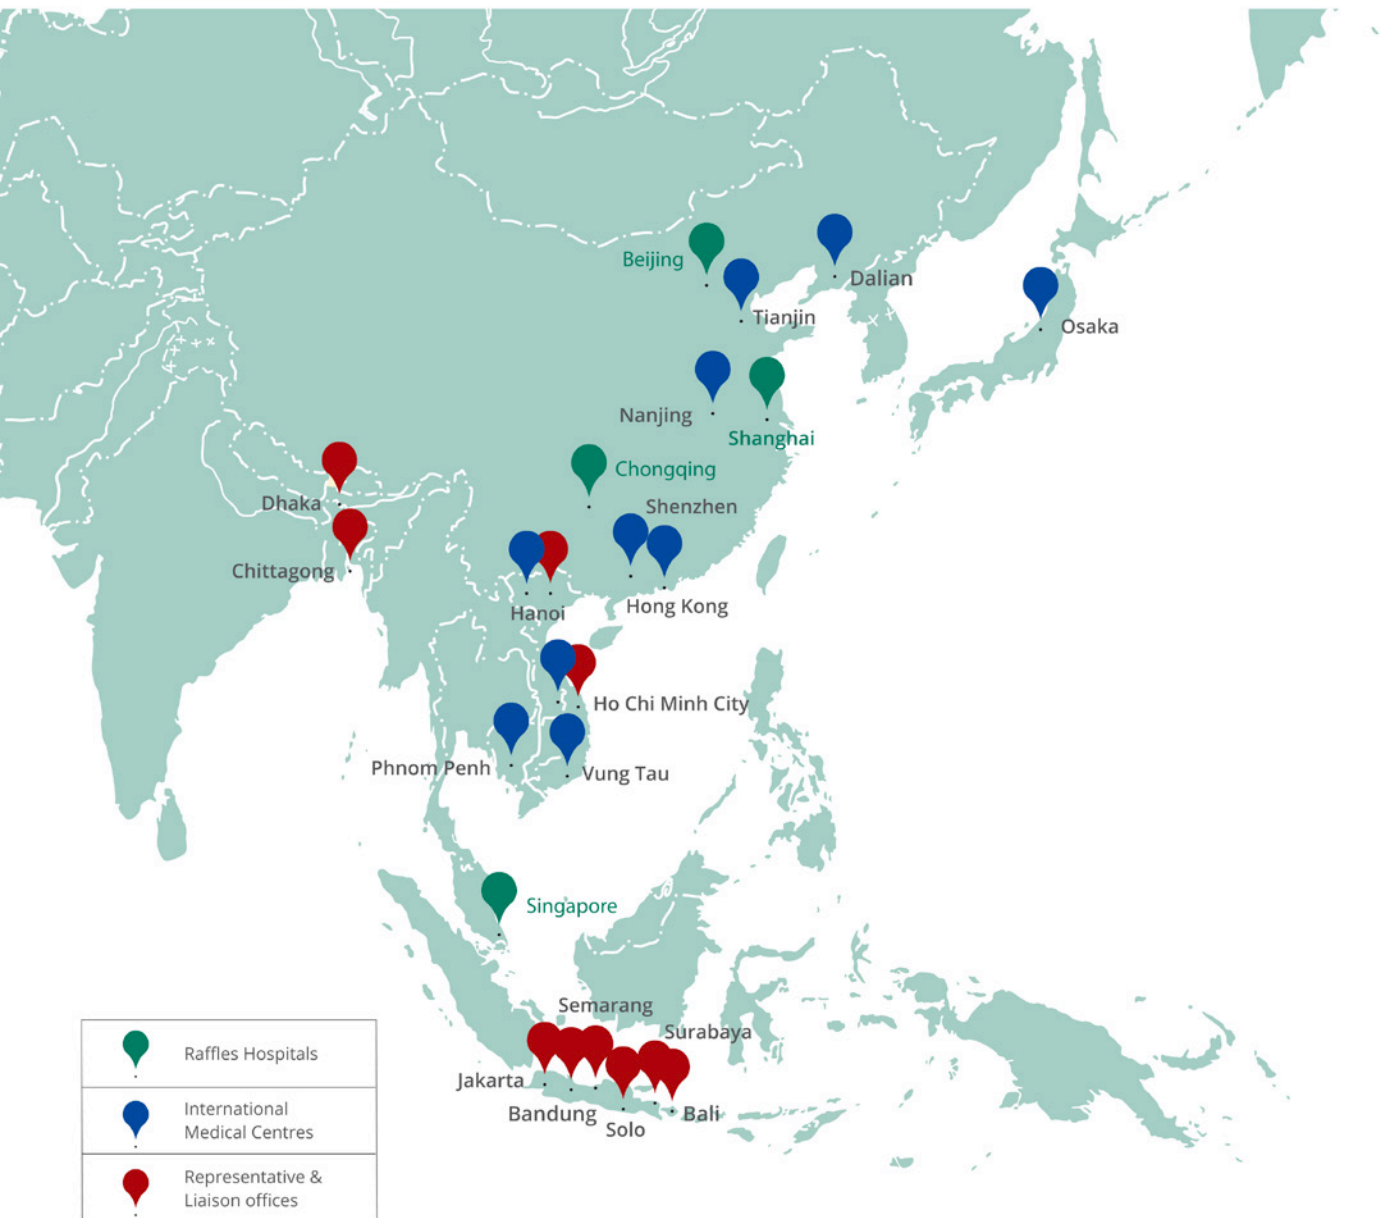 Beijing
Dalian
Tianjin
Osaka
Nanjing
Shanghai
Chongqing
Dhaka
Shenzhen
Chittagong
Hanoi
Hong Kong
Ho Chi Minh City
Phnom Penh
Vung Tau
Singapore
Semarang
Surabaya
Jakarta
Bandung
Bali
Solo
Raffles Hospitals
International
Medical Centres
Representative &
Liaison offices